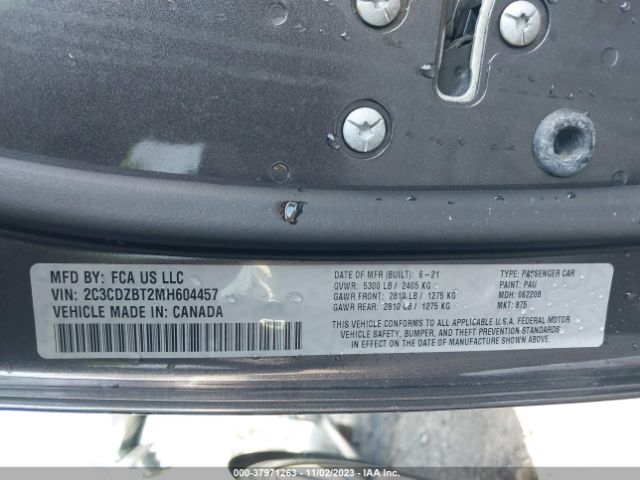 MFD BY: FCA US LLC
VIN: 2C3CDZBT2MH604457
VEHICLE MADE IN: CANADA
DATE OF MFR (BUILT): 6-21
GVWR: 5300 LB / 2405 KG
GAWR FRONT: 2810 LB / 1275 KG
GAWR REAR: 2810 LB / 1275 KG
TYPE: PASSENGER CAR
PAINT: PAU
MDH: 062208
MKT: 875
THIS VEHICLE CONFORMS TO ALL APPLICABLE U.S.A. FEDERAL MOTOR
VEHICLE SAFETY, BUMPER, AND THEFT PREVENTION STANDARDS
IN EFFECT ON THE DATE OF MANUFACTURE SHOWN ABOVE.
000-37971263 - 11/02/2023 - IAA Inc.